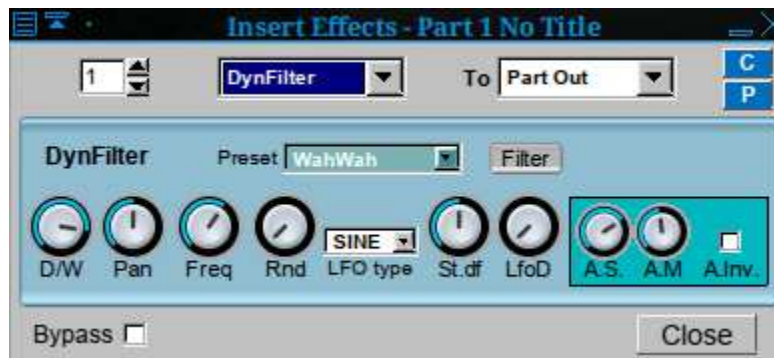 Insert Effects - Part 1 No Title
1 DynFilter To Part Out C
P
DynFilter Preset WahWah Filter
SINE
D/W Pan Freq Rnd LFO type St.df LfoD A.S. A.M A.Inv.
Bypass Close